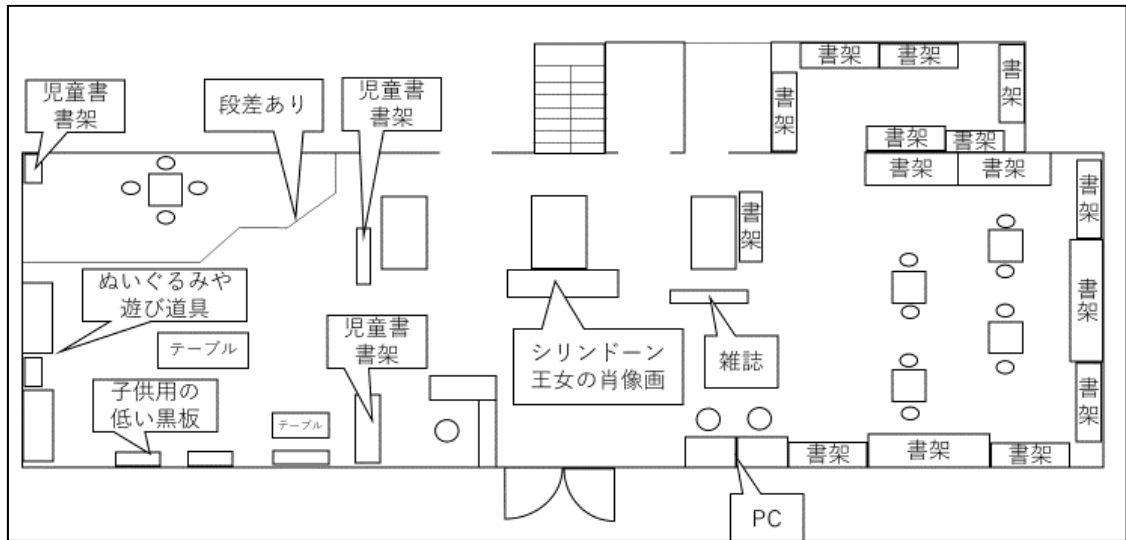 書架
書架
書架
書架
児童書
書架
段差あり
児童書
書架
書架
書架
書架
書架
書架
書架
ぬいぐるみや
遊び道具
書架
テーブル
児童書
書架
シリンドーン
王女の肖像画
雑誌
子供用の
低い黒板
書架
テーブル
書架
書架
書架
PC